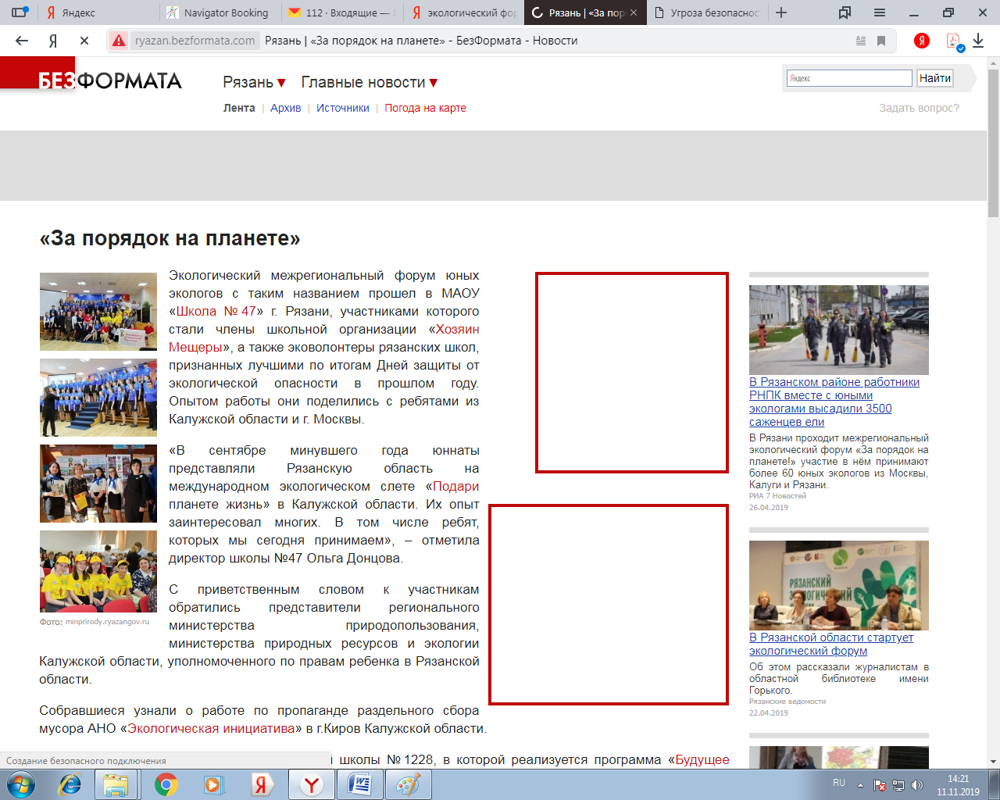 Яндекс
Navigator Booking
112 · Входящие —
экологический фор
Рязань | «За пор
Угроза безопаснос
ryazan.bezformata.com Рязань | «За порядок на планете» - БезФормата - Новости
БЕЗФОРМАТА
Рязань Главные новости
Яндекс Найти
Лента | Архив | Источники | Погода на карте
Задать вопрос?
«За порядок на планете»
Экологический межрегиональный форум юных
экологов с таким названием прошел в МАОУ
«Школа №47» г. Рязани, участниками которого
стали члены школьной организации «Хозяин
Мещеры», а также эковолонтеры рязанских школ,
признанных лучшими по итогам Дней защиты от
экологической опасности в прошлом году.
Опытом работы они поделились с ребятами из
Калужской области и г. Москвы.
«В сентябре минувшего года юннаты
представляли Рязанскую область на
международном экологическом слете «Подари
планете жизнь» в Калужской области. Их опыт
заинтересовал многих. В том числе ребят,
которых мы сегодня принимаем», – отметила
директор школы №47 Ольга Донцова.
Фото: minprirody.ryazangov.ru
С приветственным словом к участникам
обратились представители регионального
министерства природопользования,
министерства природных ресурсов и экологии
Калужской области, уполномоченного по правам ребенка в Рязанской
области.
Собравшиеся узнали о работе по пропаганде раздельного сбора
мусора АНО «Экологическая инициатива» в г.Киров Калужской области.
школы №1228, в которой реализуется программа «Будущее
В Рязанском районе работники
РНПК вместе с юными
экологами высадили 3500
саженцев ели
В Рязани проходит межрегиональный
экологический форум «За порядок на
планете!» участие в нём принимают
более 60 юных экологов из Москвы,
Калуги и Рязани.
РИА 7 Новостей
26.04.2019
РЯЗАНСКИЙ
В Рязанской области стартует
экологический форум
Об этом рассказали журналистам в
областной библиотеке имени
Горького.
Рязанские ведомости
22.04.2019
Создание безопасного подключения
RU
14:21
11.11.2019